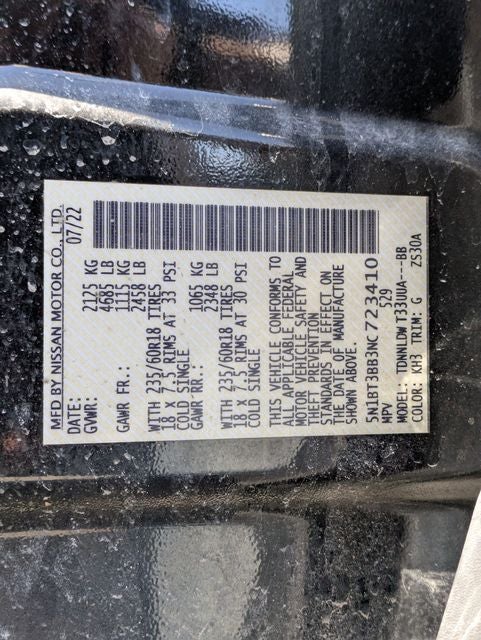 MFD BY NISSAN MOTOR CO., LTD.
DATE: 07/22
GVWR: 2125 KG
4685 LB
GAWR FR.: 1115 KG
2458 LB
WITH 235/60R18 TIRES
18 X 7.5J RIMS AT 33 PSI
COLD SINGLE
GAWR RR.: 1065 KG
2348 LB
WITH 235/60R18 TIRES
18 X 7.5J RIMS AT 30 PSI
COLD SINGLE
THIS VEHICLE CONFORMS TO
ALL APPLICABLE FEDERAL
MOTOR VEHICLE SAFETY AND
THEFT PREVENTION
STANDARDS IN EFFECT ON
THE DATE OF MANUFACTURE
SHOWN ABOVE.
5N1BT3BB3NC723410
MPV 529
MODEL: TDWNLDW T33UUA----BB
COLOR: KH3 TRIM: G ZS30A